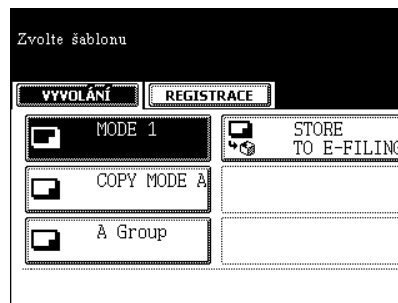 Zvolte šablonu
VYVOLÁNÍ REGISTRACE
MODE 1
STORE
TO E-FILING
COPY MODE A
A Group